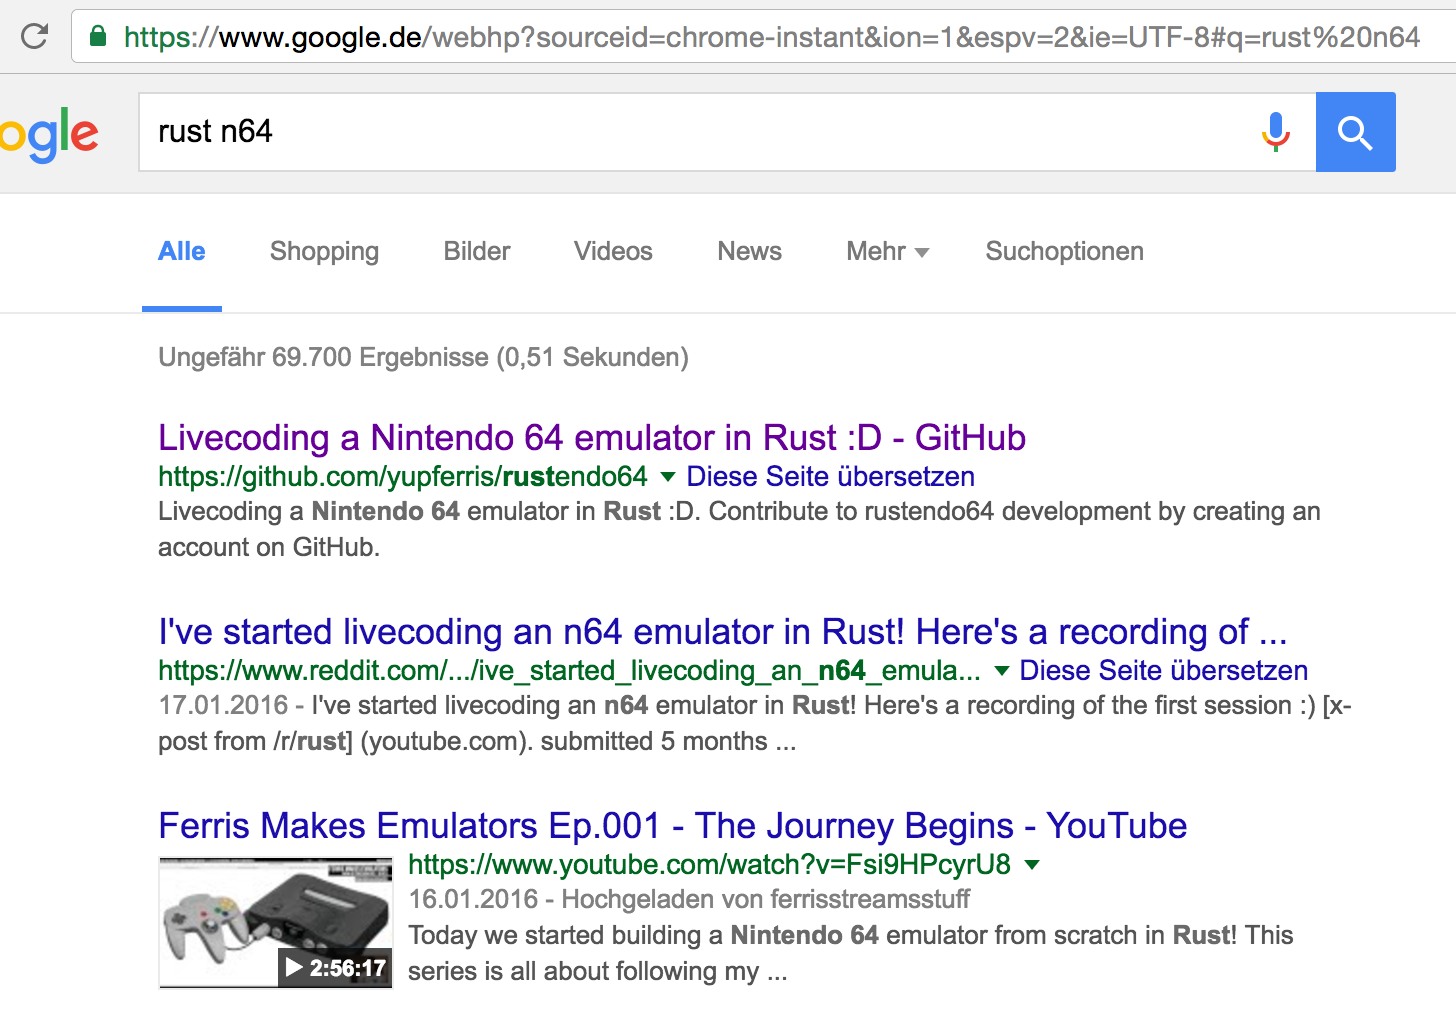 https://www.google.de/webhp?sourceid=chrome-instant&ion=1&espv=2&ie=UTF-8#q=rust%20n64
ogle
rust n64
Alle Shopping Bilder Videos News Mehr Suchoptionen
Ungefähr 69.700 Ergebnisse (0,51 Sekunden)
Livecoding a Nintendo 64 emulator in Rust :D - GitHub
https://github.com/yupferris/rustendo64 Diese Seite übersetzen
Livecoding a Nintendo 64 emulator in Rust :D. Contribute to rustendo64 development by creating an
account on GitHub.
I've started livecoding an n64 emulator in Rust! Here's a recording of ...
https://www.reddit.com/.../ive_started_livecoding_an_n64_emula... Diese Seite übersetzen
17.01.2016 - I've started livecoding an n64 emulator in Rust! Here's a recording of the first session :) [x-
post from /r/rust] (youtube.com). submitted 5 months ...
Ferris Makes Emulators Ep.001 - The Journey Begins - YouTube
https://www.youtube.com/watch?v=Fsi9HPcyrU8
16.01.2016 - Hochgeladen von ferrisstreamsstuff
Today we started building a Nintendo 64 emulator from scratch in Rust! This
series is all about following my ...
2:56:17